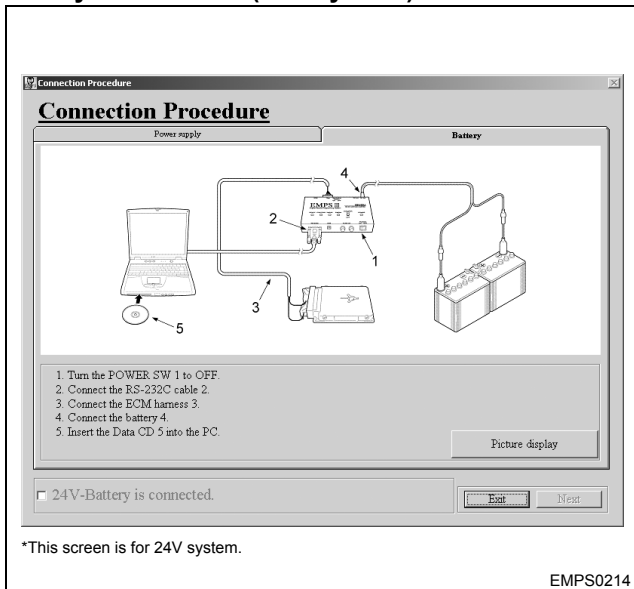 Connection Procedure
Connection Procedure
Power supply
Battery
4
EMPS III
2
1
3
5
1. Turn the POWER SW 1 to OFF.
2. Connect the RS-232C cable 2.
3. Connect the ECM harness 3.
4. Connect the battery 4.
5. Insert the Data CD 5 into the PC.
Picture display
24V-Battery is connected.
Exit
Next
*This screen is for 24V system.
EMPS0214